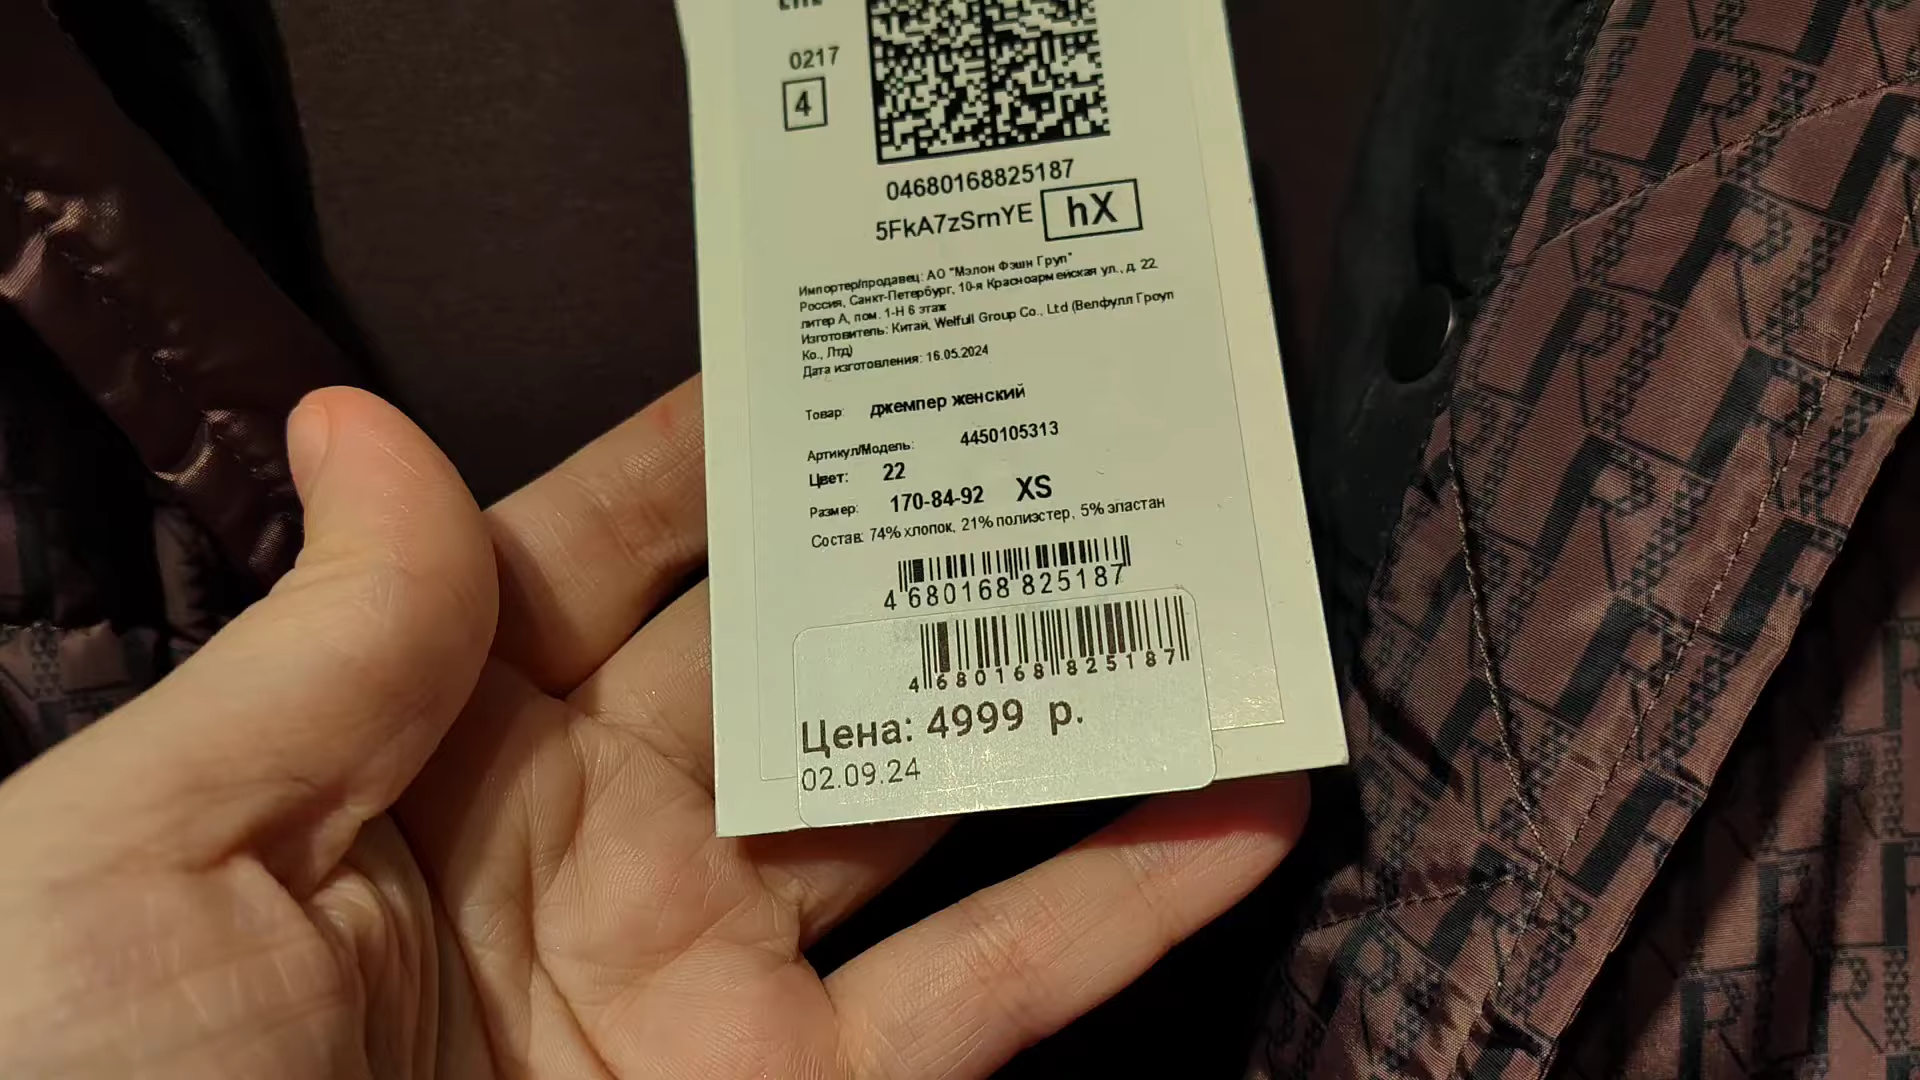 0217
4
04680168825187
5FkA7zSrnYE hX
Импортер/продавец: АО "Мэлон Фэшн Груп"
Россия, Санкт-Петербург, 10-я Красноармейская ул., д. 22,
литер А, пом. 1-Н 6 этаж
Изготовитель: Китай, Welfull Group Co., Ltd (Велфулл Гроуп
Ко., Лтд)
Дата изготовления: 16.05.2024
Товар: джемпер женский
Артикул/Модель: 4450105313
Цвет: 22
Размер: 170-84-92 XS
Состав: 74% хлопок, 21% полиэстер, 5% эластан
4 680168 825187
4 680168 825187
Цена: 4999 р.
02.09.24